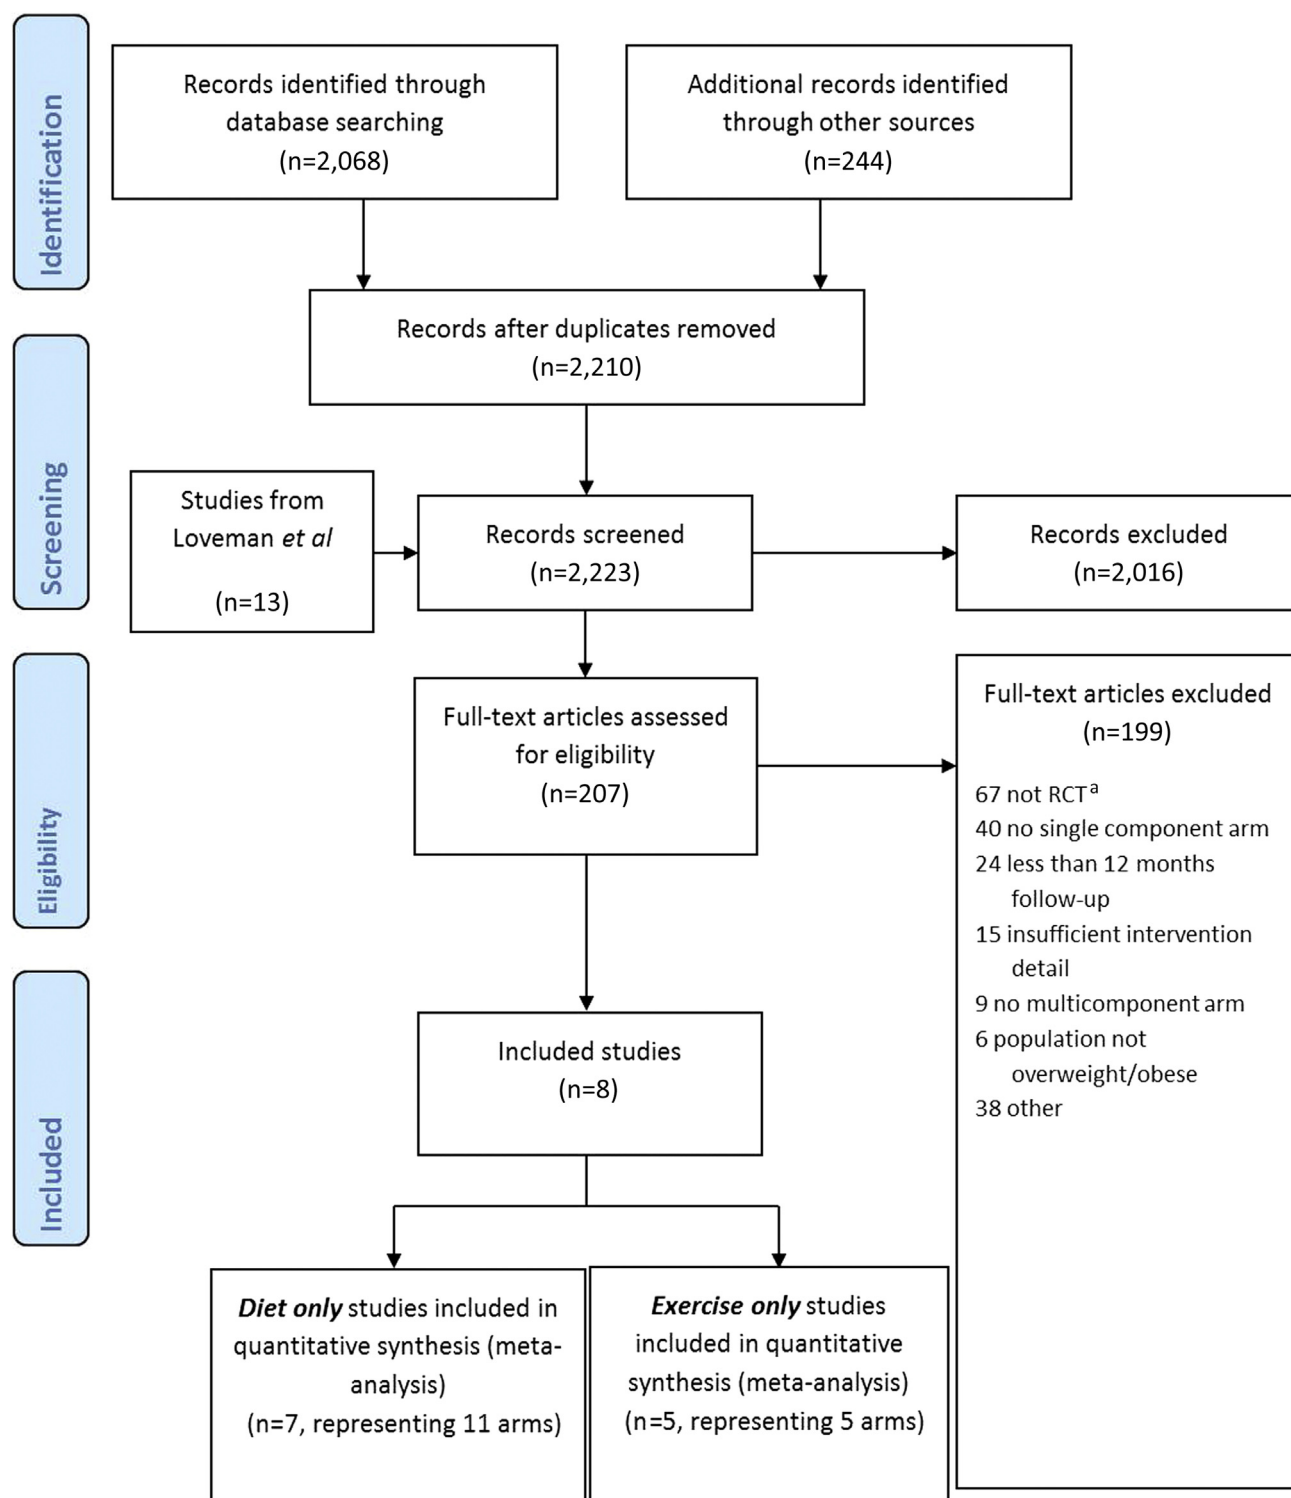 Identification
Records identified through
database searching
(n=2,068)
Additional records identified
through other sources
(n=244)
Records after duplicates removed
(n=2,210)
Screening
Studies from
Loveman et al
(n=13)
Records screened
(n=2,223)
Records excluded
(n=2,016)
Eligibility
Full-text articles assessed
for eligibility
(n=207)
Full-text articles excluded
(n=199)
67 not RCTa
40 no single component arm
24 less than 12 months
follow-up
15 insufficient intervention
detail
9 no multicomponent arm
6 population not
overweight/obese
38 other
Included
Included studies
(n=8)
Diet only studies included in
quantitative synthesis (meta-
analysis)
(n=7, representing 11 arms)
Exercise only studies
included in quantitative
synthesis (meta-analysis)
(n=5, representing 5 arms)